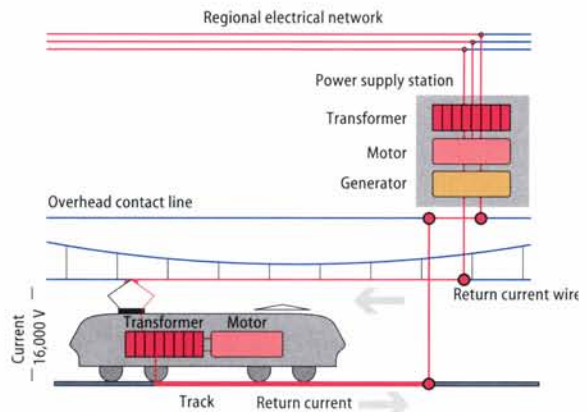 Regional electrical network
Power supply station
Transformer
Motor
Generator
Overhead contact line
Return current wire
Current
16,000 V
Transformer Motor
Track Return current